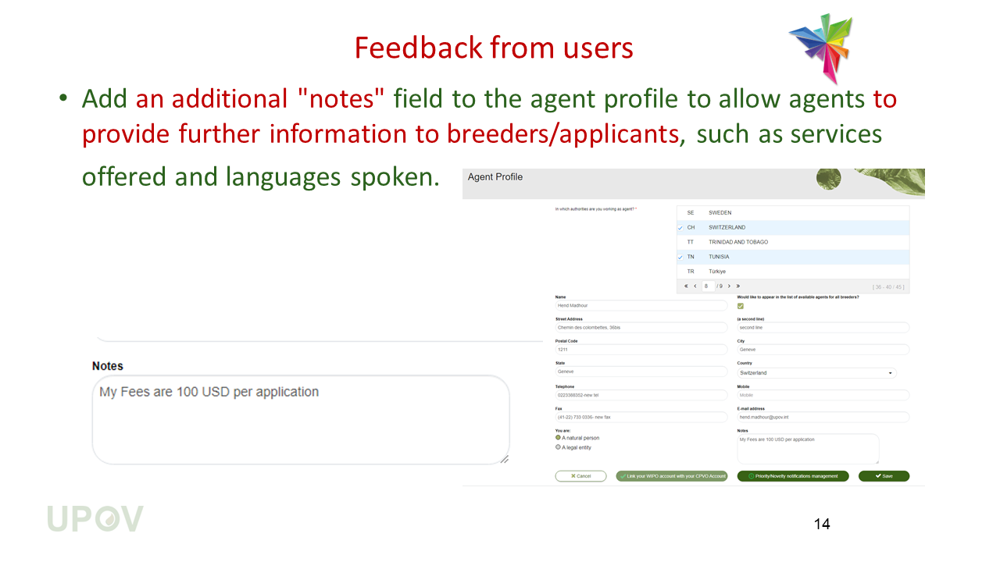 Feedback from users
• Add an additional "notes" field to the agent profile to allow agents to
provide further information to breeders/applicants, such as services
offered and languages spoken.
Agent Profile
In which authorities are you working as agent? *
SE SWEDEN
CH SWITZERLAND
TT TRINIDAD AND TOBAGO
TN TUNISIA
TR Türkiye
« ‹ 8 / 9 › » [ 36 - 40 / 45 ]
Name
Hend Madhour
Would like to appear in the list of available agents for all breeders?
Street Address
Chemin des colombettes, 36bis
(a second line)
second line
Postal Code
1211
City
Geneve
State
Geneve
Country
Switzerland
Telephone
0223388352-new tel
Mobile
Mobile
Fax
(41-22) 733 0336- new fax
E-mail address
hend.madhour@upov.int
You are:
A natural person
A legal entity
Notes
My Fees are 100 USD per application
Cancel
Link your WIPO account with your CPVO Account
Priority/Novelty notifications management
Save
Notes
My Fees are 100 USD per application
UPOV
14